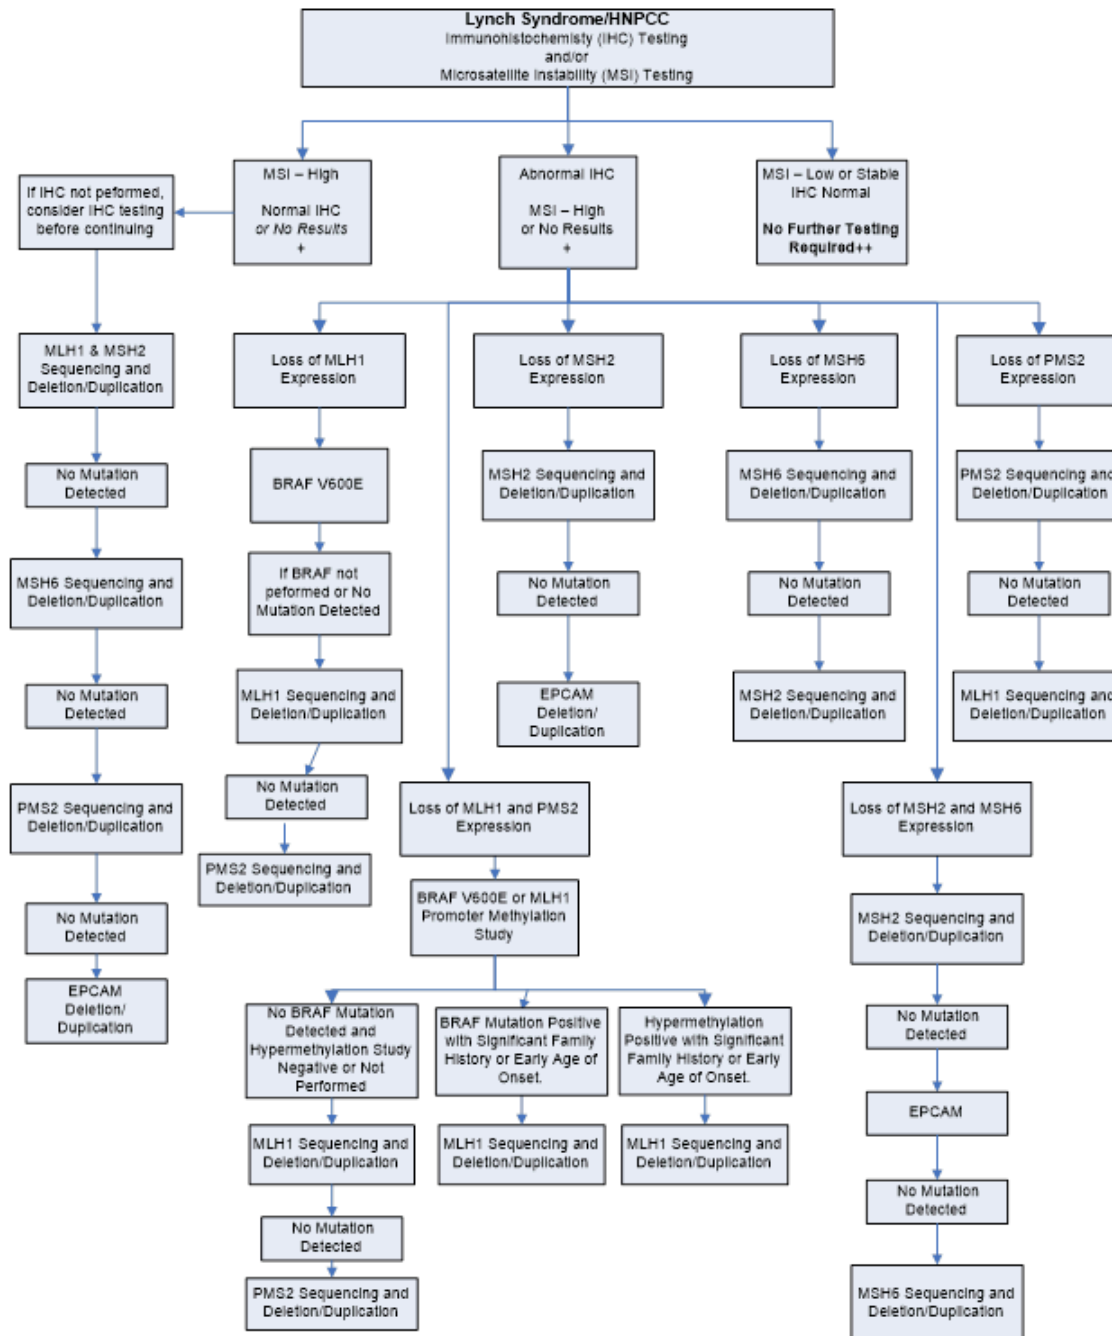 Lynch Syndrome/HNPCC
Immunohistochemisty (IHC) Testing
and/or
Microsatellite Instability (MSI) Testing
MSI – High
Normal IHC
or No Results
+
Abnormal IHC
MSI – High
or No Results
+
MSI – Low or Stable
IHC Normal
No Further Testing
Required++
If IHC not peformed,
consider IHC testing
before continuing
MLH1 & MSH2
Sequencing and
Deletion/Duplication
No Mutation
Detected
MSH6 Sequencing and
Deletion/Duplication
No Mutation
Detected
PMS2 Sequencing and
Deletion/Duplication
No Mutation
Detected
EPCAM
Deletion/
Duplication
Loss of MLH1
Expression
BRAF V600E
If BRAF not
peformed or No
Mutation Detected
MLH1 Sequencing and
Deletion/Duplication
No Mutation
Detected
PMS2 Sequencing and
Deletion/Duplication
Loss of MSH2
Expression
MSH2 Sequencing and
Deletion/Duplication
No Mutation
Detected
EPCAM
Deletion/
Duplication
Loss of MSH6
Expression
MSH6 Sequencing and
Deletion/Duplication
No Mutation
Detected
MSH2 Sequencing and
Deletion/Duplication
Loss of PMS2
Expression
PMS2 Sequencing and
Deletion/Duplication
No Mutation
Detected
MLH1 Sequencing and
Deletion/Duplication
Loss of MLH1 and PMS2
Expression
BRAF V600E or MLH1
Promoter Methylation
Study
No BRAF Mutation
Detected and
Hypermethylation Study
Negative or Not
Performed
MLH1 Sequencing and
Deletion/Duplication
No Mutation
Detected
PMS2 Sequencing and
Deletion/Duplication
BRAF Mutation Positive
with Significant Family
History or Early Age of
Onset.
MLH1 Sequencing and
Deletion/Duplication
Hypermethylation
Positive with Significant
Family History or Early
Age of Onset.
MLH1 Sequencing and
Deletion/Duplication
Loss of MSH2 and MSH6
Expression
MSH2 Sequencing and
Deletion/Duplication
No Mutation
Detected
EPCAM
No Mutation
Detected
MSH6 Sequencing and
Deletion/Duplication